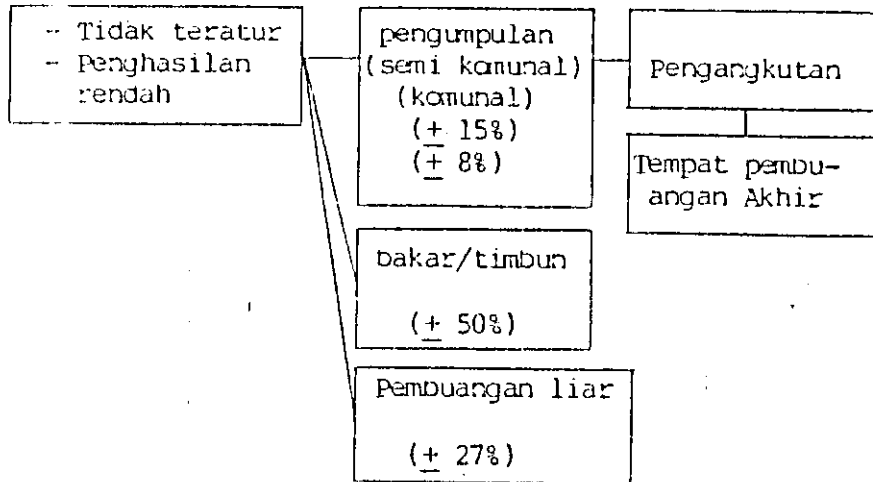 - Tidak teratur
- Penghasilan
rendah
pengumpulan
(semi komunal)
(komunal)
(± 15%)
(± 8%)
Pengangkutan
Tempat pembu-
angan Akhir
bakar/timbun
(± 50%)
Pembuangan liar
(± 27%)